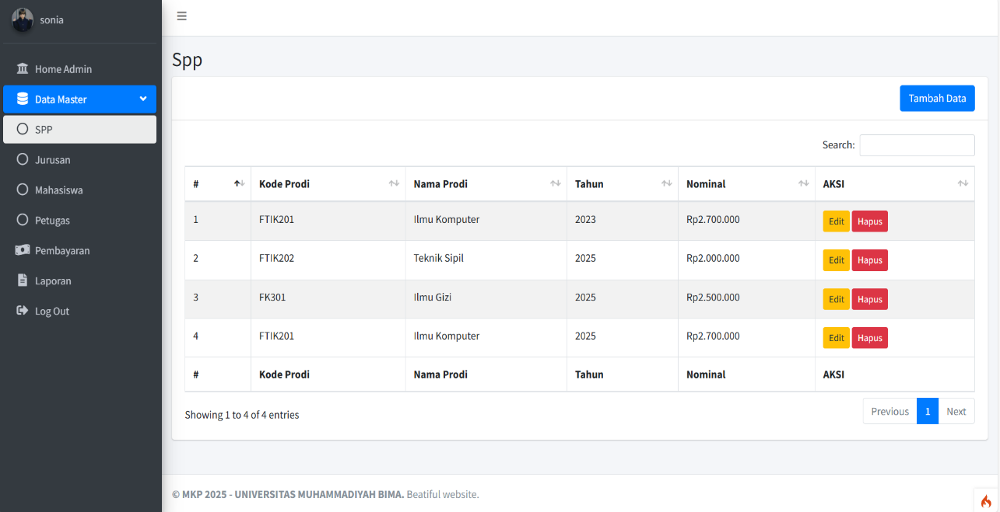 sonia
Home Admin
Data Master
SPP
Jurusan
Mahasiswa
Petugas
Pembayaran
Laporan
Log Out
Spp
Tambah Data
Search:
# Kode Prodi Nama Prodi Tahun Nominal AKSI
1 FTIK201 Ilmu Komputer 2023 Rp2.700.000 Edit Hapus
2 FTIK202 Teknik Sipil 2025 Rp2.000.000 Edit Hapus
3 FK301 Ilmu Gizi 2025 Rp2.500.000 Edit Hapus
4 FTIK201 Ilmu Komputer 2025 Rp2.700.000 Edit Hapus
# Kode Prodi Nama Prodi Tahun Nominal AKSI
Showing 1 to 4 of 4 entries
Previous 1 Next
© MKP 2025 - UNIVERSITAS MUHAMMADIYAH BIMA. Beatiful website.